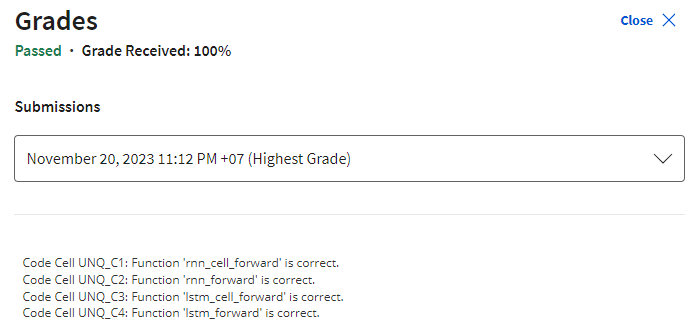 Grades
Close
Passed · Grade Received: 100%
Submissions
November 20, 2023 11:12 PM +07 (Highest Grade)
Code Cell UNQ_C1: Function 'rnn_cell_forward' is correct.
Code Cell UNQ_C2: Function 'rnn_forward' is correct.
Code Cell UNQ_C3: Function 'lstm_cell_forward' is correct.
Code Cell UNQ_C4: Function 'lstm_forward' is correct.